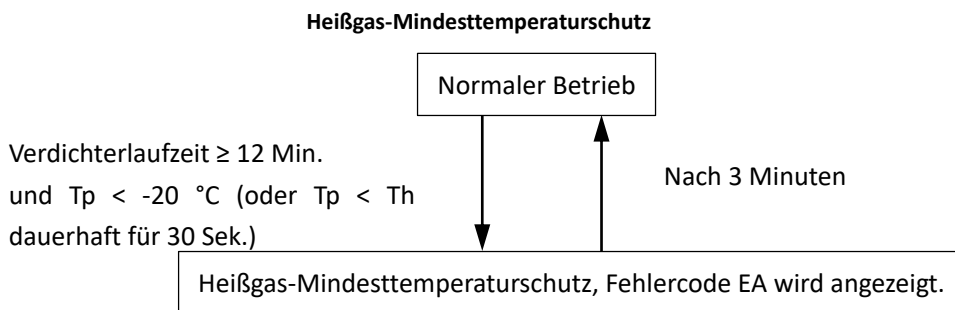 Heißgas-Mindesttemperaturschutz
Normaler Betrieb
Verdichterlaufzeit ≥ 12 Min.
und Tp < -20 °C (oder Tp < Th
dauerhaft für 30 Sek.)
Nach 3 Minuten
Heißgas-Mindesttemperaturschutz, Fehlercode EA wird angezeigt.